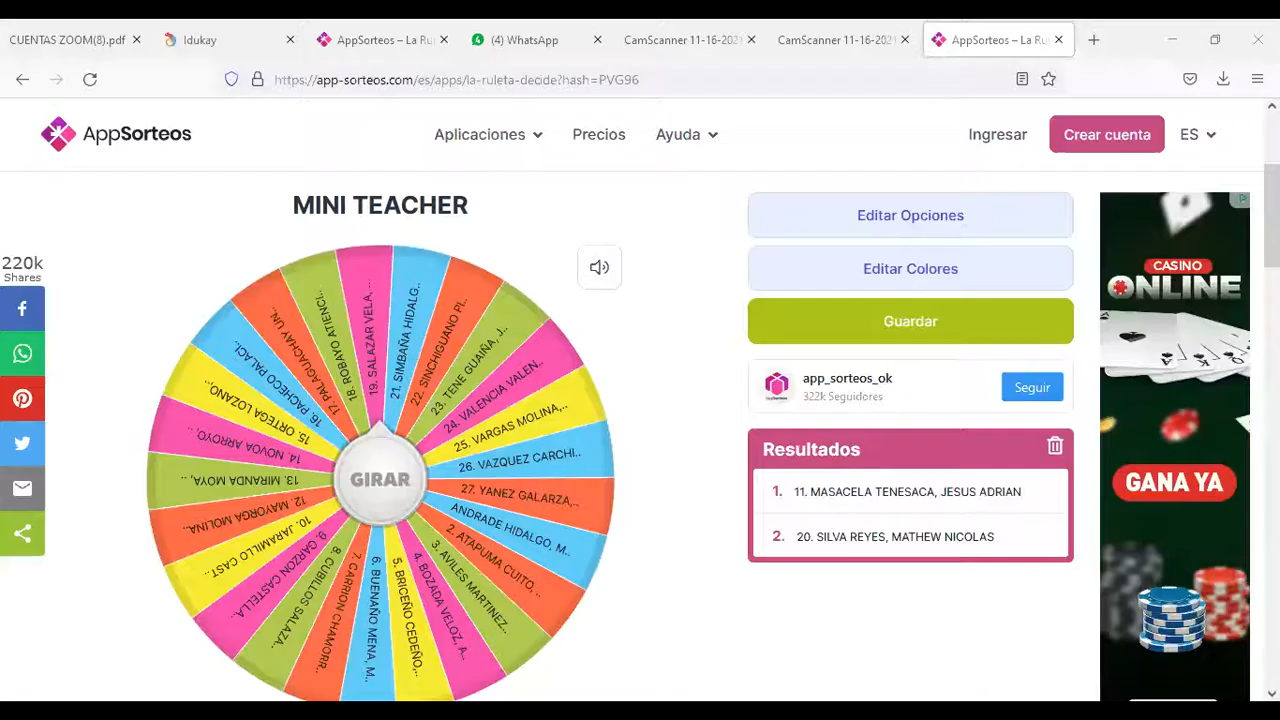 CUENTAS ZOOM(8).pdf
Idukay
AppSorteos – La Ru
(4) WhatsApp
CamScanner 11-16-202
CamScanner 11-16-202
AppSorteos – La Ru
https://app-sorteos.com/es/apps/la-ruleta-decide?hash=PVG96
AppSorteos
Aplicaciones
Precios
Ayuda
Ingresar
Crear cuenta
ES
MINI TEACHER
220k
Shares
19. SALAZAR VELA, ...
21. SIMBAÑA HIDALG..
22. SINCHIGUANO PI..
23. TENE GUAIÑA, J..
24. VALENCIA VALEN..
25. VARGAS MOLINA,..
26. VAZQUEZ CARCHI..
27. YANEZ GALARZA,..
ANDRADE HIDALGO, M..
2. ATAPUMA CUITO, ..
3. AVILES MARTINEZ..
4. BOZADA VELOZ, A..
5. BRICEÑO CEDEÑO,..
6. BUENAÑO MENA, M..
7. CARRION CHAMORR..
8. CUBILLOS SALAZA..
9. GARZON CASTELLA..
10. JARAMILLO CAST..
12. MAYORGA MOLINA..
13. MIRANDA MOYA, ..
14. NOVOA ARROYO, ..
15. ORTEGA LOZANO,..
16. PACHECO PALACI..
17. PALAGUACHAY UN..
18. ROBAYO ATIENCI..
GIRAR
Editar Opciones
Editar Colores
Guardar
app_sorteos_ok
322k Seguidores
Seguir
Resultados
1. 11. MASACELA TENESACA, JESUS ADRIAN
2. 20. SILVA REYES, MATHEW NICOLAS
CASINO
ONLINE
GANA YA